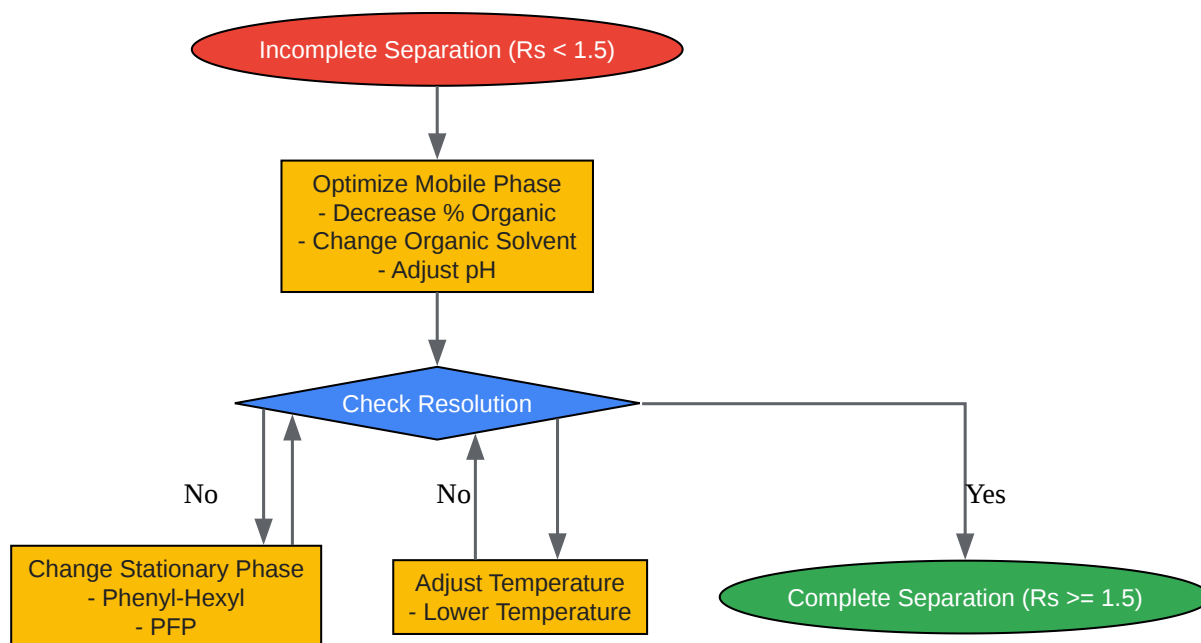 Incomplete Separation (Rs < 1.5)
Optimize Mobile Phase
- Decrease % Organic
- Change Organic Solvent
- Adjust pH
Check Resolution
No
No
Yes
Change Stationary Phase
- Phenyl-Hexyl
- PFP
Adjust Temperature
- Lower Temperature
Complete Separation (Rs >= 1.5)